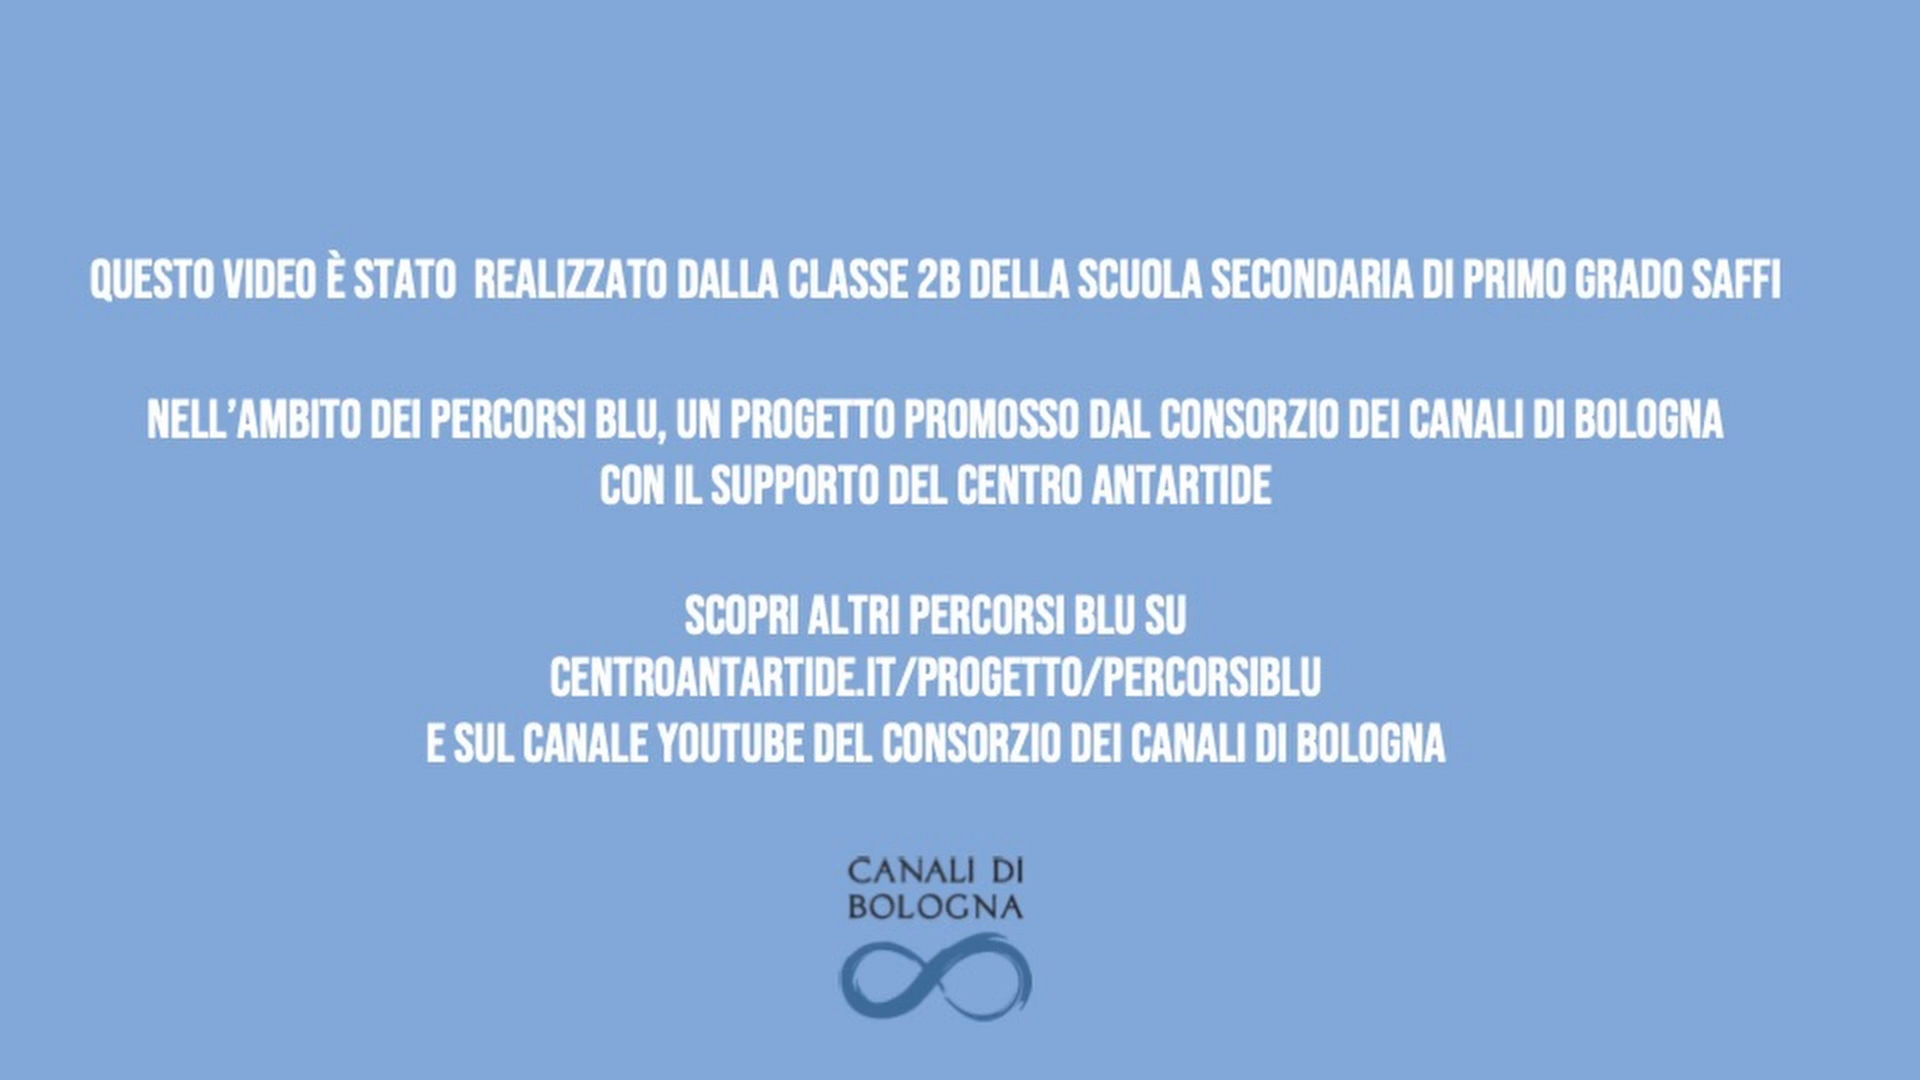 QUESTO VIDEO È STATO  REALIZZATO DALLA CLASSE 2B DELLA SCUOLA SECONDARIA DI PRIMO GRADO SAFFI
NELL’AMBITO DEI PERCORSI BLU, UN PROGETTO PROMOSSO DAL CONSORZIO DEI CANALI DI BOLOGNA
CON IL SUPPORTO DEL CENTRO ANTARTIDE
SCOPRI ALTRI PERCORSI BLU SU
CENTROANTARTIDE.IT/PROGETTO/PERCORSIBLU
E SUL CANALE YOUTUBE DEL CONSORZIO DEI CANALI DI BOLOGNA
CANALI DI
BOLOGNA